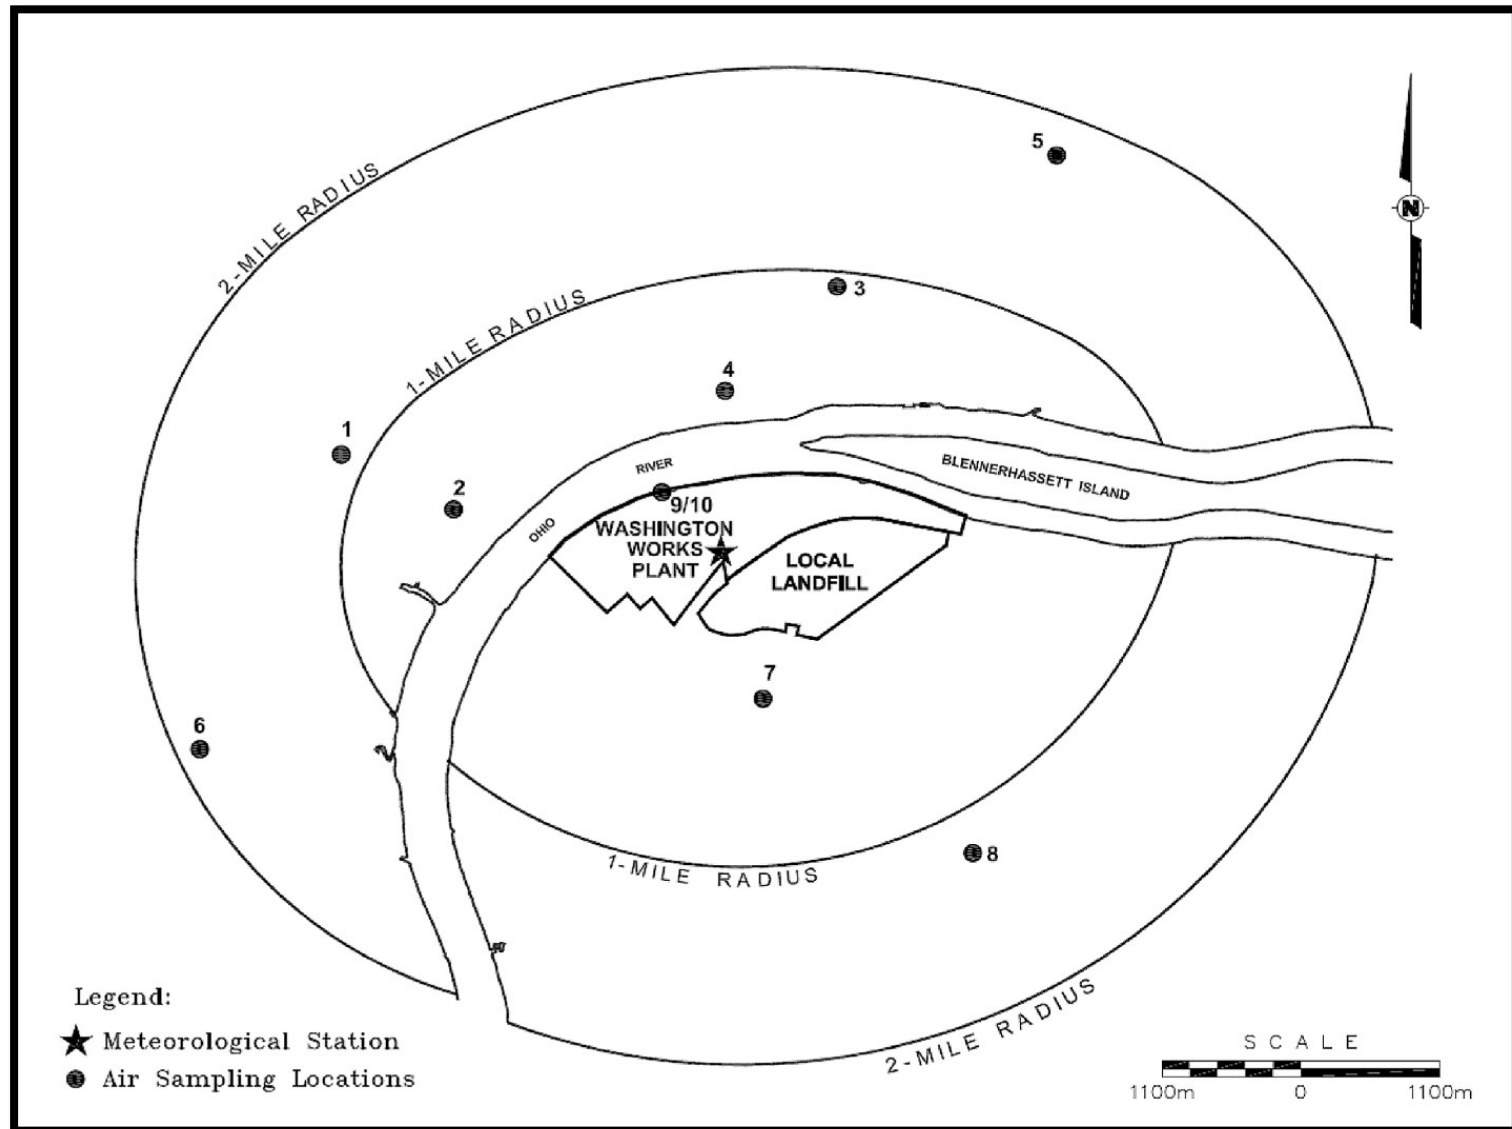 5
N
2-MILE RADIUS
3
1-MILE RADIUS
4
1
RIVER
BLENNERHASSETT ISLAND
2
9/10
OHIO
WASHINGTON
WORKS
PLANT
LOCAL
LANDFILL
7
6
8
1-MILE RADIUS
2-MILE RADIUS
Legend:
Meteorological Station
Air Sampling Locations
SCALE
1100m 0 1100m